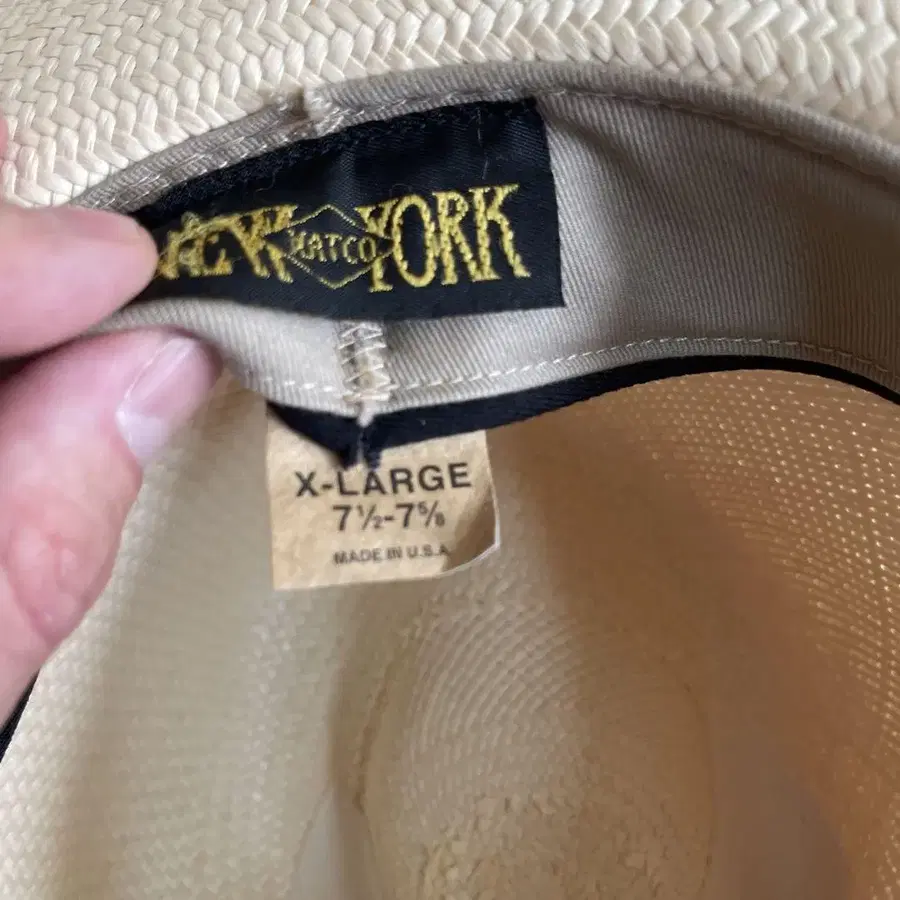 NEW HATCO YORK
X-LARGE
7½-7⅝
MADE IN U.S.A.